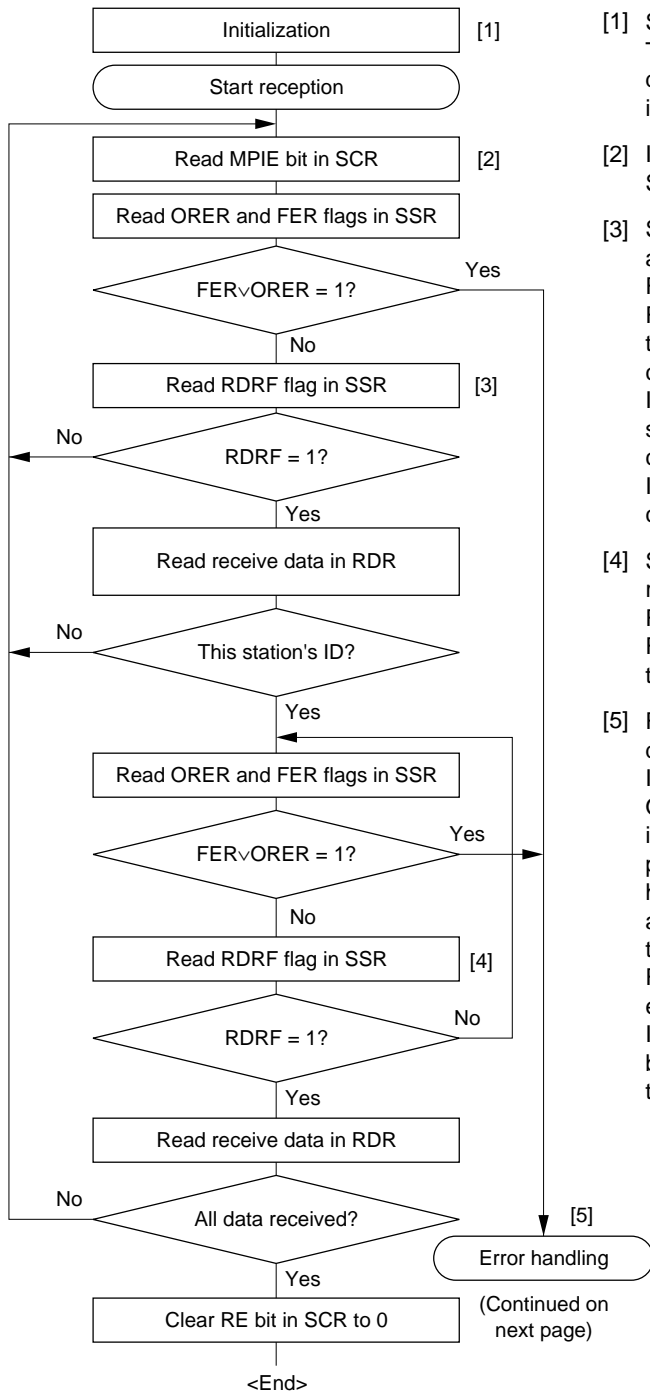 Initialization [1]
Start reception
Read MPIE bit in SCR [2]
Read ORER and FER flags in SSR
FER∨ORER = 1?
Yes
No
Read RDRF flag in SSR [3]
No
RDRF = 1?
Yes
Read receive data in RDR
No
This station's ID?
Yes
Read ORER and FER flags in SSR
FER∨ORER = 1?
Yes
No
Read RDRF flag in SSR [4]
No
RDRF = 1?
Yes
Read receive data in RDR
No
All data received?
[5]
Error handling
Yes
Clear RE bit in SCR to 0
(Continued on
next page)
<End>
[1]
[2]
[3]
[4]
[5]